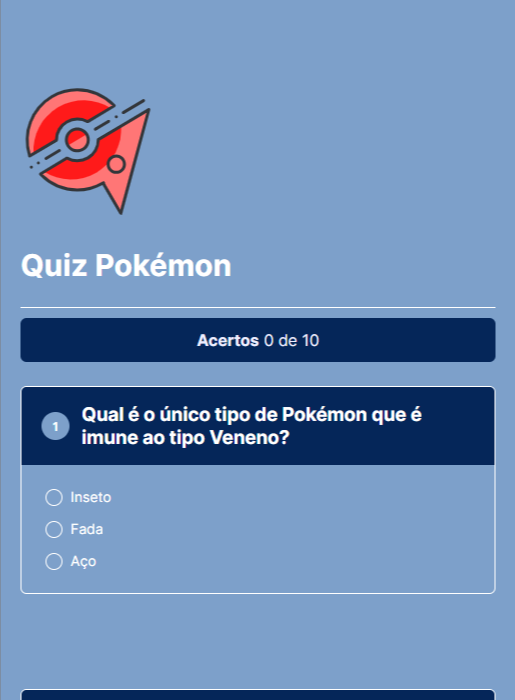 Quiz Pokémon
Acertos 0 de 10
1
Qual é o único tipo de Pokémon que é
imune ao tipo Veneno?
Inseto
Fada
Aço